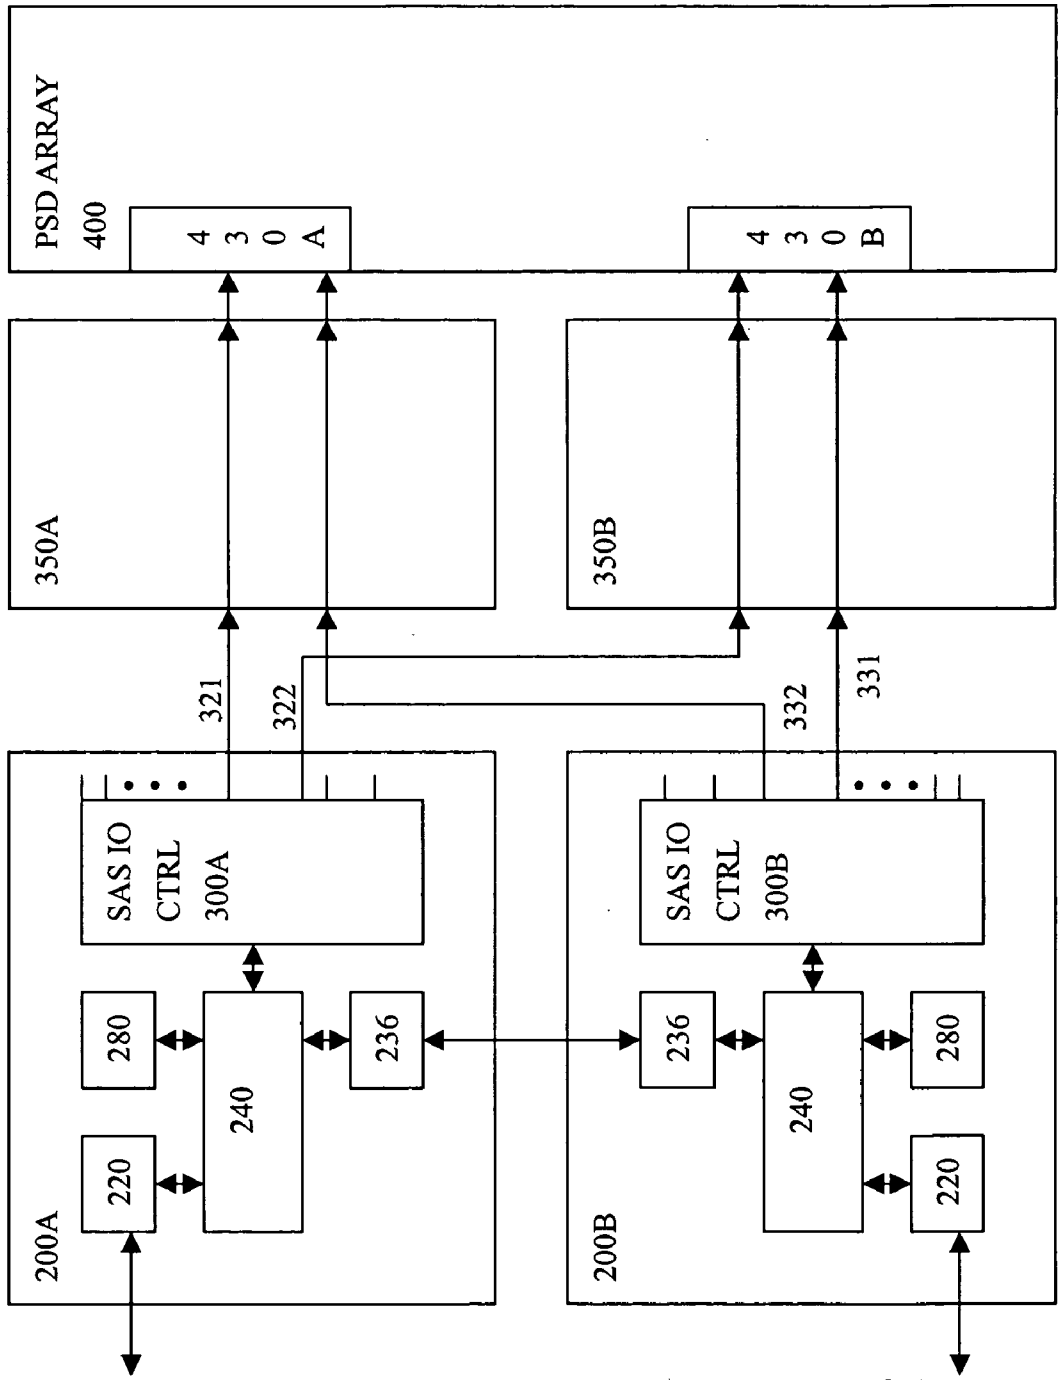 PSD ARRAY
400
430A
430B
350A
350B
321
322
332
331
200A
SAS IO
CTRL
300A
280
240
236
220
200B
SAS IO
CTRL
300B
236
240
280
220